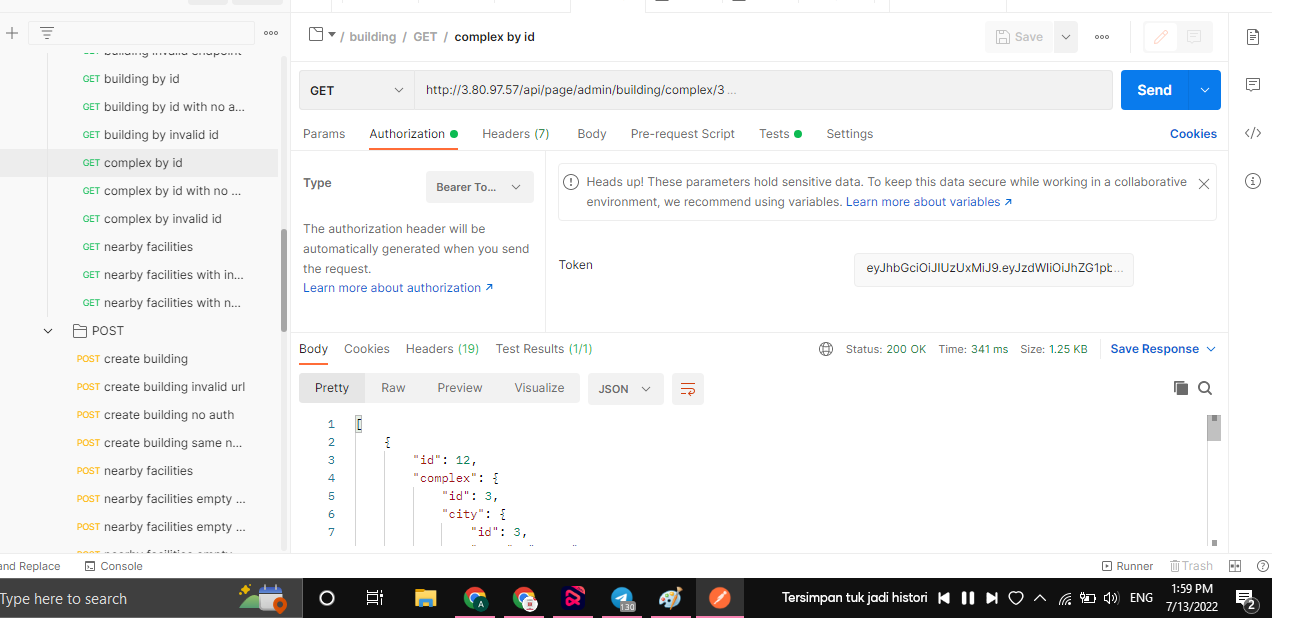 / building / GET / complex by id
Save
building invalid endpoint
GET building by id
GET building by id with no a...
GET building by invalid id
GET complex by id
GET complex by id with no ...
GET complex by invalid id
GET nearby facilities
GET nearby facilities with in...
GET nearby facilities with n...
POST
POST create building
POST create building invalid url
POST create building no auth
POST create building same n...
POST nearby facilities
POST nearby facilities empty ...
POST nearby facilities empty ...
POST nearby facilities empty
GET
http://3.80.97.57/api/page/admin/building/complex/3 ...
Send
Params Authorization Headers (7) Body Pre-request Script Tests Settings Cookies
Type
Bearer To...
The authorization header will be
automatically generated when you send
the request.
Learn more about authorization ↗
Heads up! These parameters hold sensitive data. To keep this data secure while working in a collaborative
environment, we recommend using variables. Learn more about variables ↗
Token
eyJhbGciOiJIUzUxMiJ9.eyJzdWIiOiJhZG1pb...
Body Cookies Headers (19) Test Results (1/1)
Status: 200 OK Time: 341 ms Size: 1.25 KB Save Response
Pretty Raw Preview Visualize JSON
1 [
2 {
3 "id": 12,
4 "complex": {
5 "id": 3,
6 "city": {
7 "id": 3,
and Replace Console
Runner Trash
Type here to search
A
130
Tersimpan tuk jadi histori
ENG
1:59 PM
7/13/2022
2